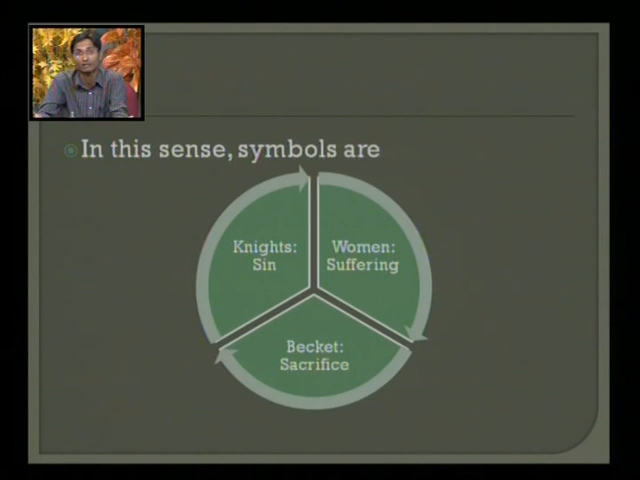 In this sense, symbols are
Knights:
Sin
Women:
Suffering
Becket:
Sacrifice